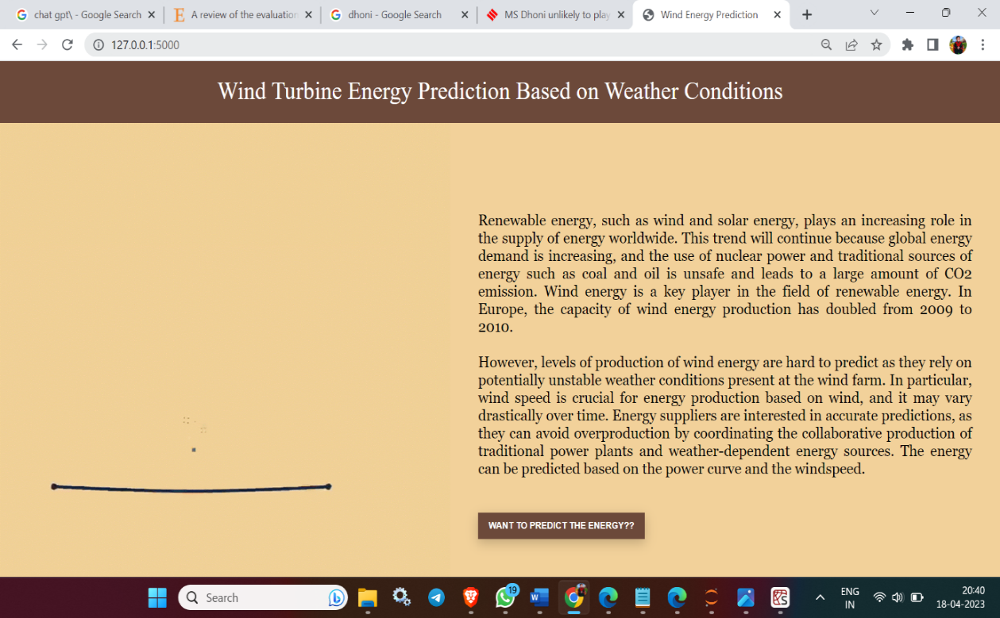 chat gpt\ - Google Search
A review of the evaluation
dhoni - Google Search
MS Dhoni unlikely to play
Wind Energy Prediction
127.0.0.1:5000
Wind Turbine Energy Prediction Based on Weather Conditions
Renewable energy, such as wind and solar energy, plays an increasing role in
the supply of energy worldwide. This trend will continue because global energy
demand is increasing, and the use of nuclear power and traditional sources of
energy such as coal and oil is unsafe and leads to a large amount of CO2
emission. Wind energy is a key player in the field of renewable energy. In
Europe, the capacity of wind energy production has doubled from 2009 to
2010.
However, levels of production of wind energy are hard to predict as they rely on
potentially unstable weather conditions present at the wind farm. In particular,
wind speed is crucial for energy production based on wind, and it may vary
drastically over time. Energy suppliers are interested in accurate predictions, as
they can avoid overproduction by coordinating the collaborative production of
traditional power plants and weather-dependent energy sources. The energy
can be predicted based on the power curve and the windspeed.
WANT TO PREDICT THE ENERGY??
Search
19
ENG
IN
20:40
18-04-2023